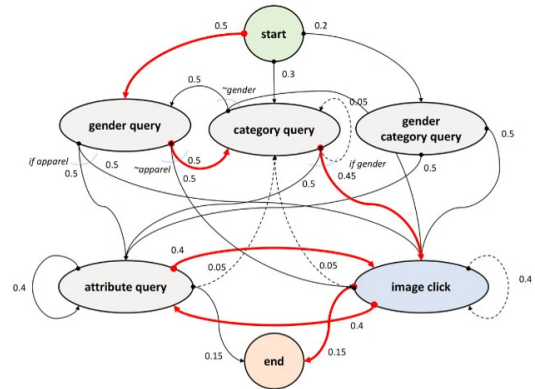 0.5
start
0.2
0.3
0.5
~gender
0.05
gender query
category query
gender
category query
0.5
if apparel
0.5
0.5
~apparel
0.5
0.5
0.5
0.45
if gender
0.5
0.4
0.05
0.05
0.4
attribute query
image click
0.4
0.4
0.15
end
0.15